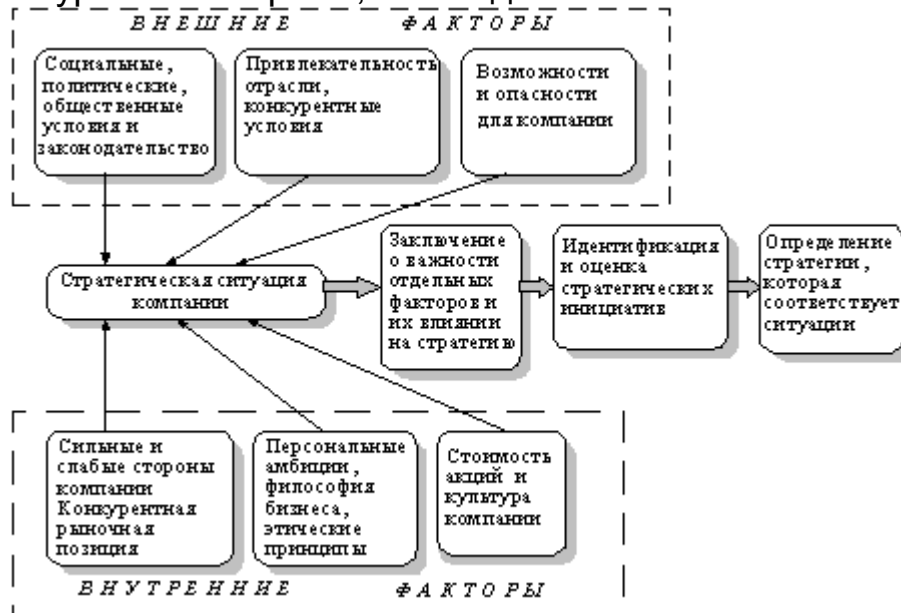 ВНЕШНИЕ ФАКТОРЫ
Социальные,
политические,
общественные
условия и
законодательство
Привлекательность
отрасли,
конкурентные
условия
Возможности
и опасности
для компании
Стратегическая ситуация
компании
Заключение
о важности
отдельных
факторов и
их влиянии
на стратегию
Идентификация
и оценка
стратегических
инициатив
Определение
стратегии,
которая
соответствует
ситуации
Сильные и
слабые стороны
компании
Конкурентная
рыночная
позиция
Персональные
амбиции,
философия
бизнеса,
этические
принципы
Стоимость
акций и
культура
компании
ВНУТРЕННИЕ ФАКТОРЫ